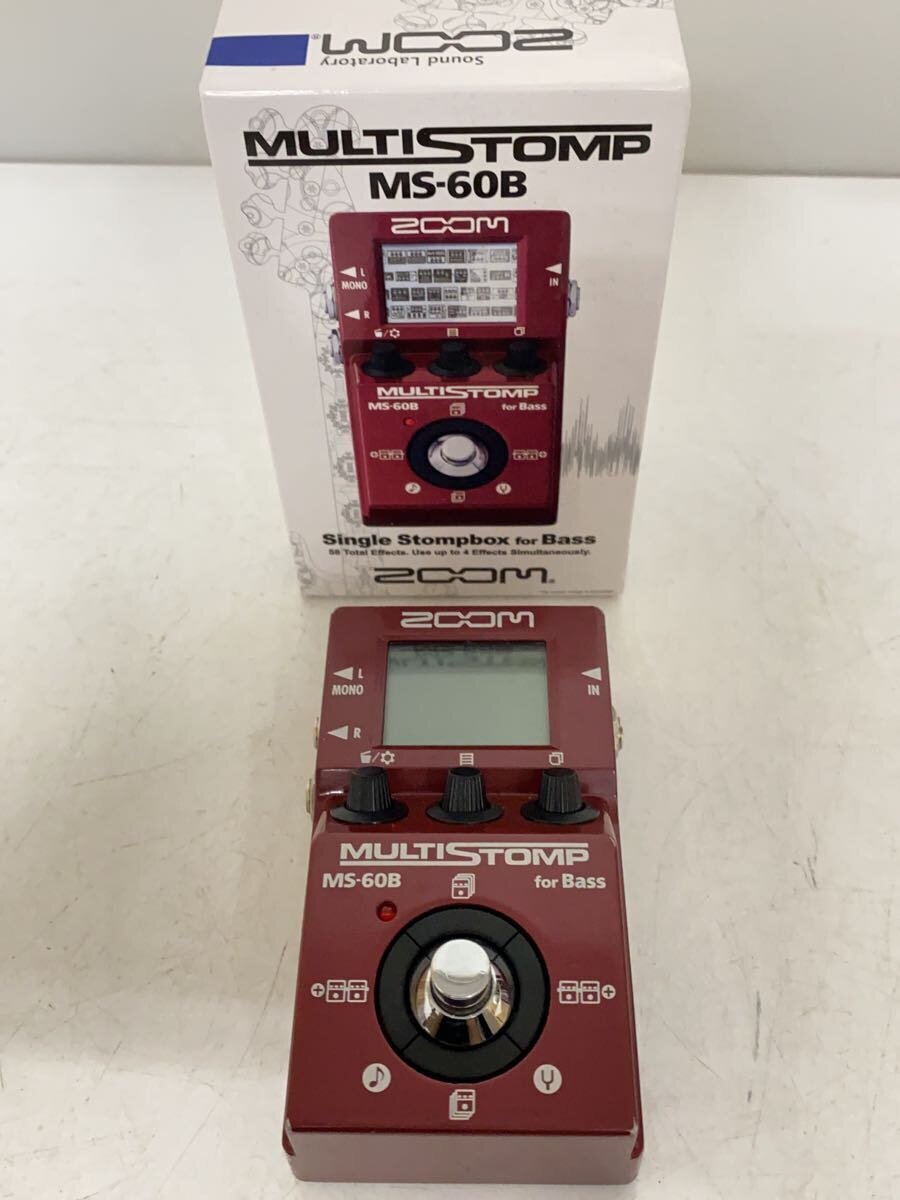 ZOOM®
Sound Laboratory
MULTISTOMP
MS-60B
ZOOM
L
MONO
IN
R
MULTISTOMP
MS-60B for Bass
Single Stompbox for Bass
58 Total Effects. Use up to 4 Effects Simultaneously.
ZOOM®
ZOOM
L
MONO
IN
R
MULTISTOMP
MS-60B for Bass